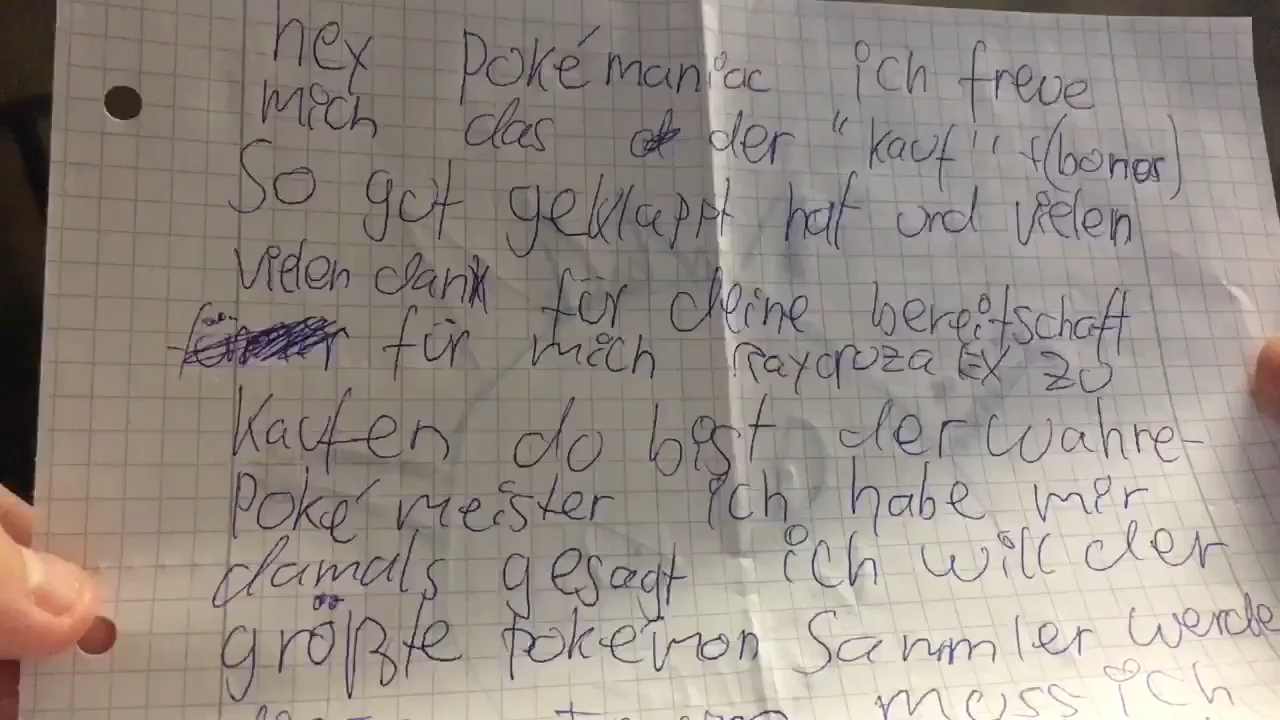 hey Pokémaniac ich freue
mich das der "kauf" +(bonus)
So gut geklappt hat und vielen
vielen dank für deine bereitschaft
für mich Rayquoza EX zu
Kaufen du bist der wahre
Poké meister ich habe mir
damals gesagt ich will der
größte pokémon Sammler werde
muss ich